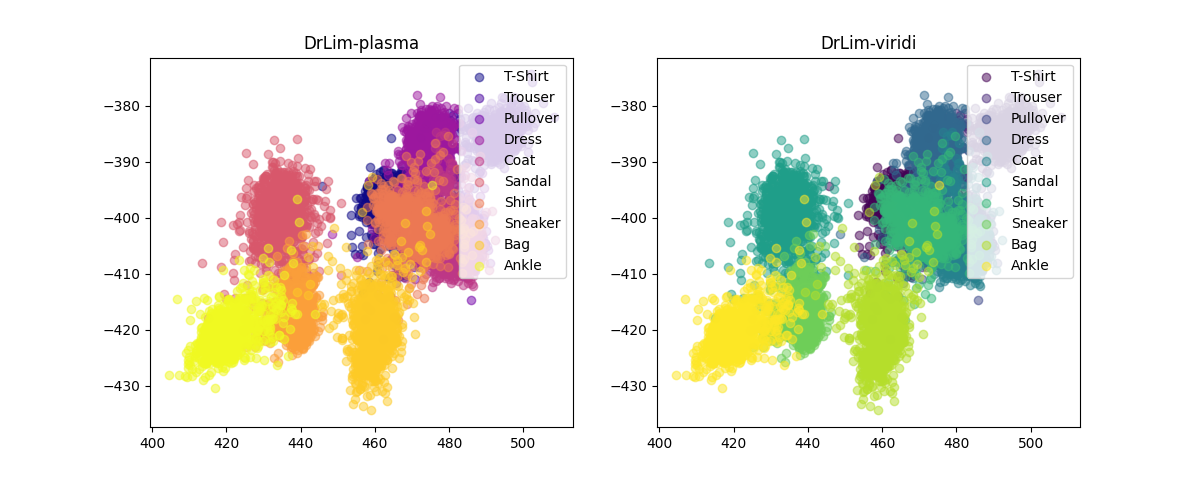 DrLim-plasma
−380
−390
−400
−410
−420
−430
400
420
440
460
480
500
T-Shirt
Trouser
Pullover
Dress
Coat
Sandal
Shirt
Sneaker
Bag
Ankle
DrLim-viridi
−380
−390
−400
−410
−420
−430
400
420
440
460
480
500
T-Shirt
Trouser
Pullover
Dress
Coat
Sandal
Shirt
Sneaker
Bag
Ankle